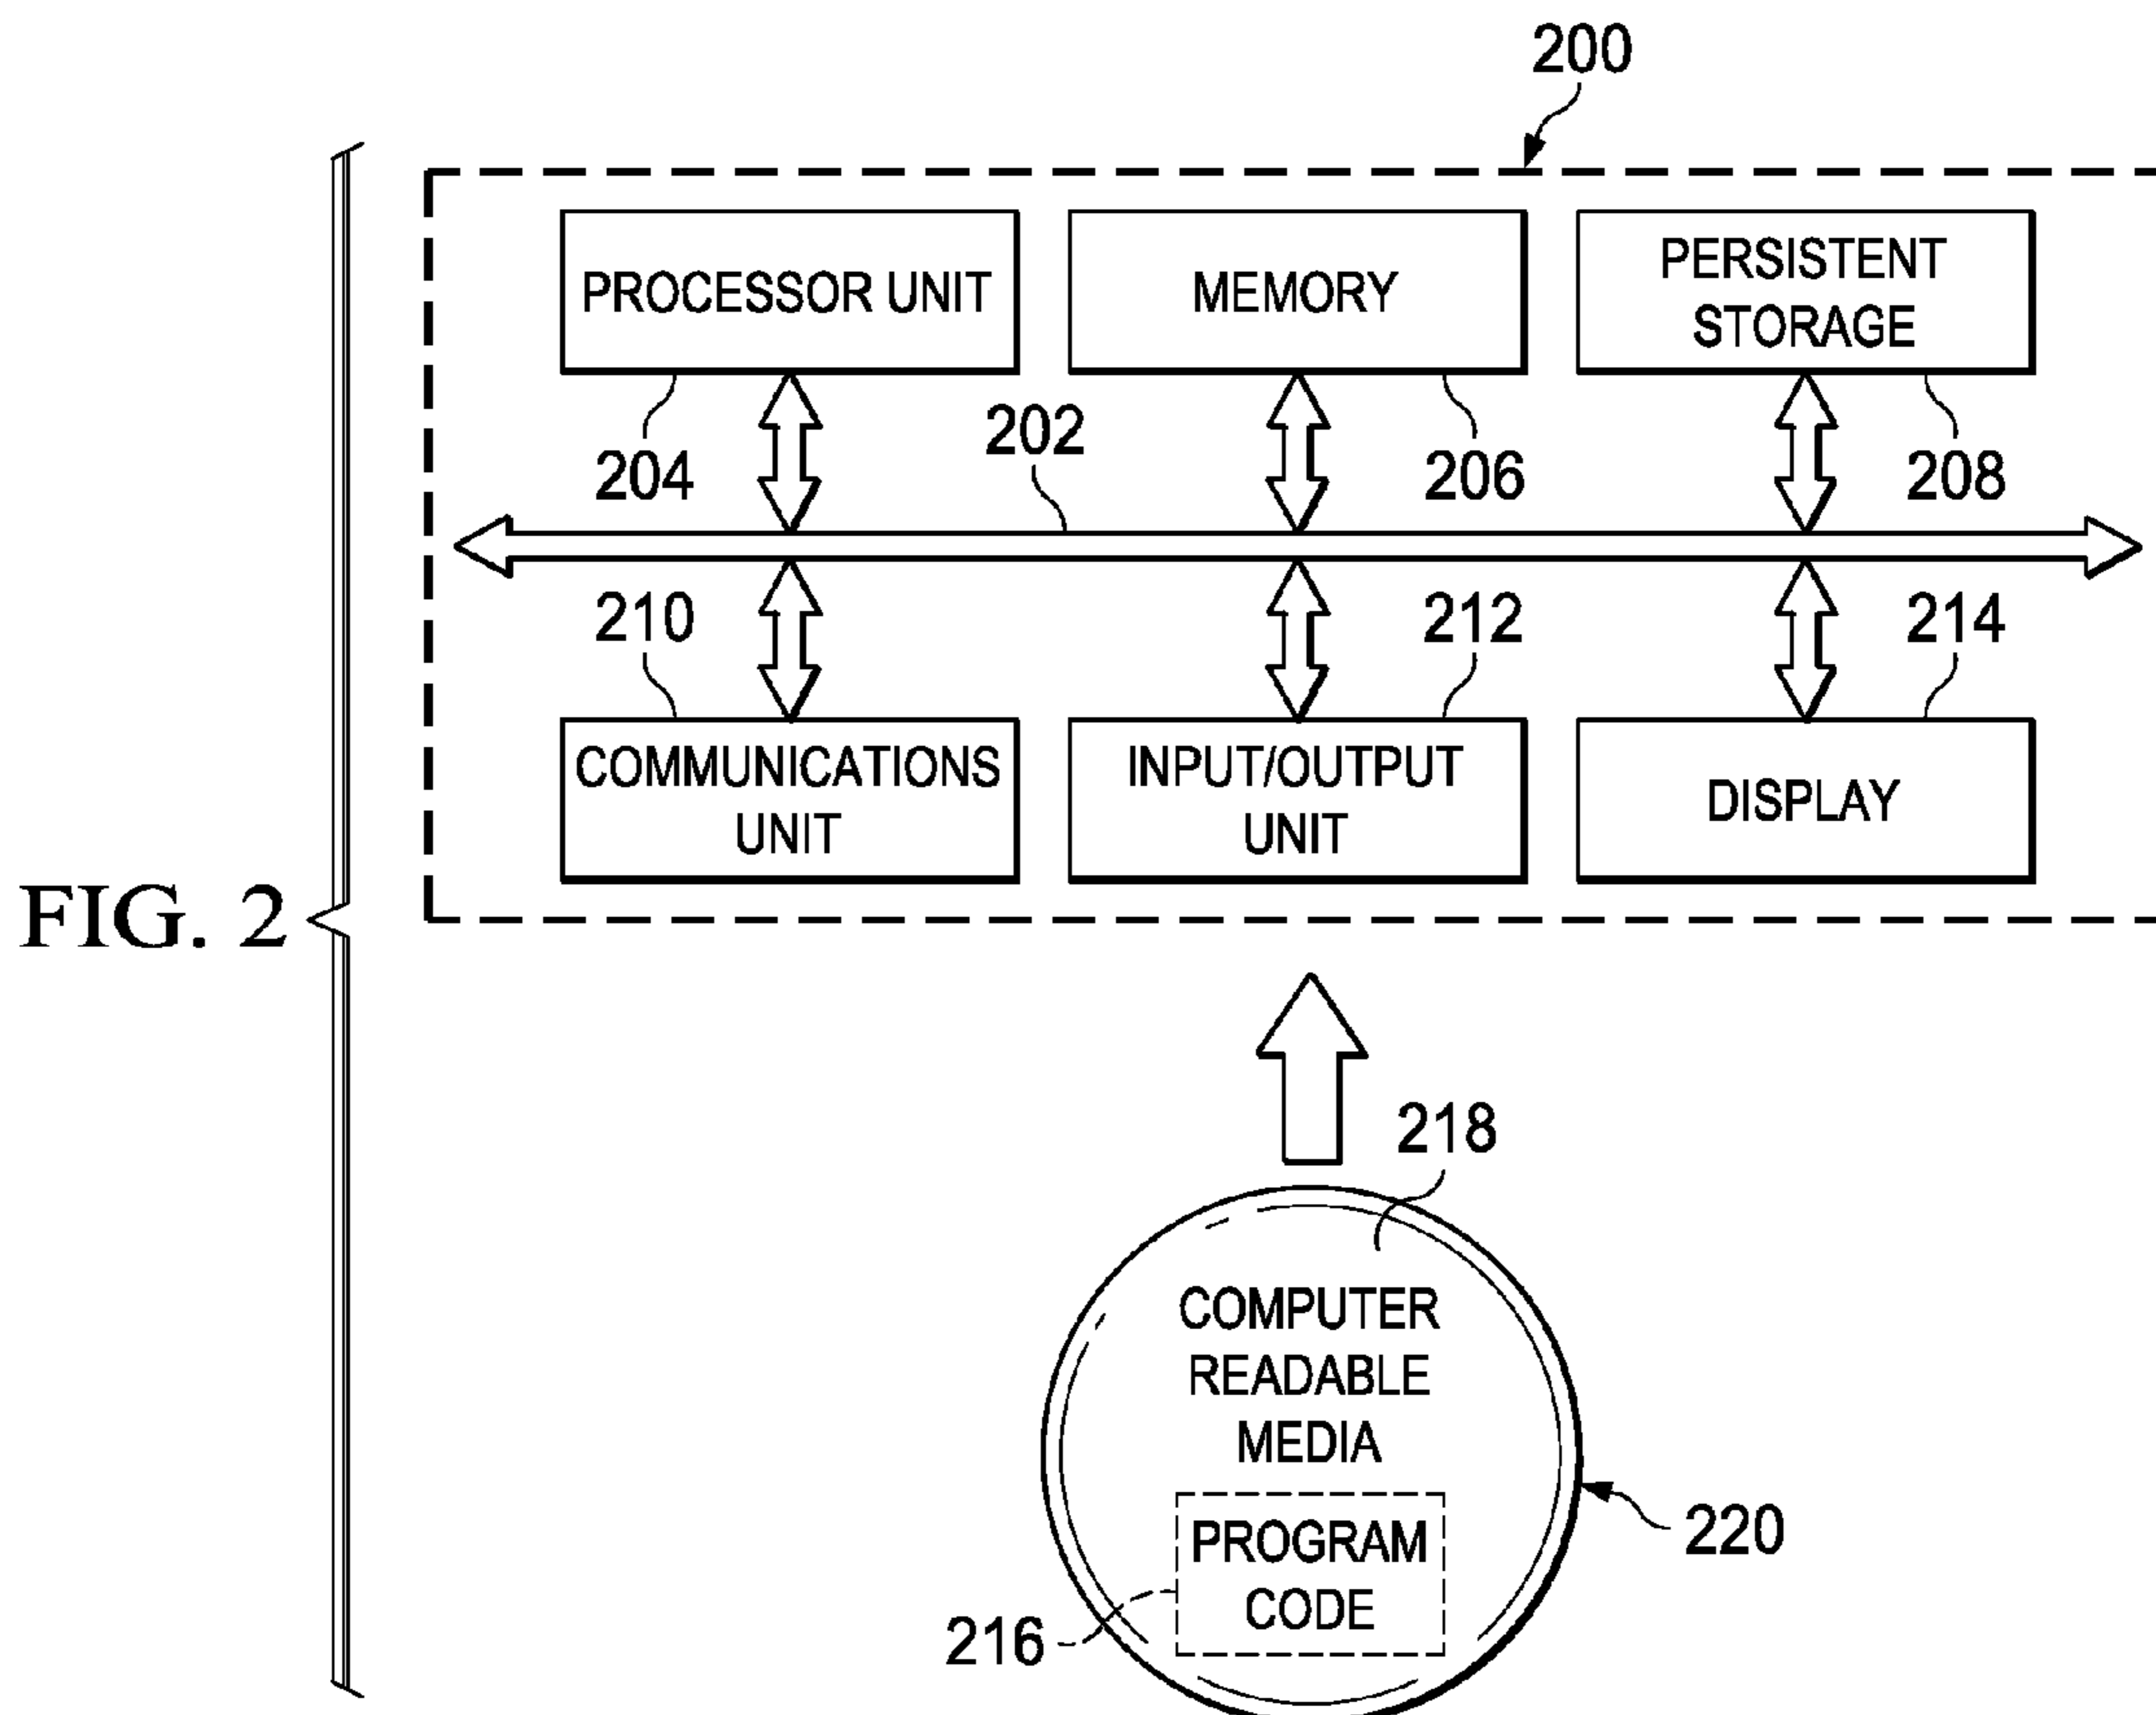 200
PROCESSOR UNIT
MEMORY
PERSISTENT
STORAGE
204
202
206
208
210
212
214
COMMUNICATIONS
UNIT
INPUT/OUTPUT
UNIT
DISPLAY
FIG. 2
218
COMPUTER
READABLE
MEDIA
PROGRAM
CODE
220
216